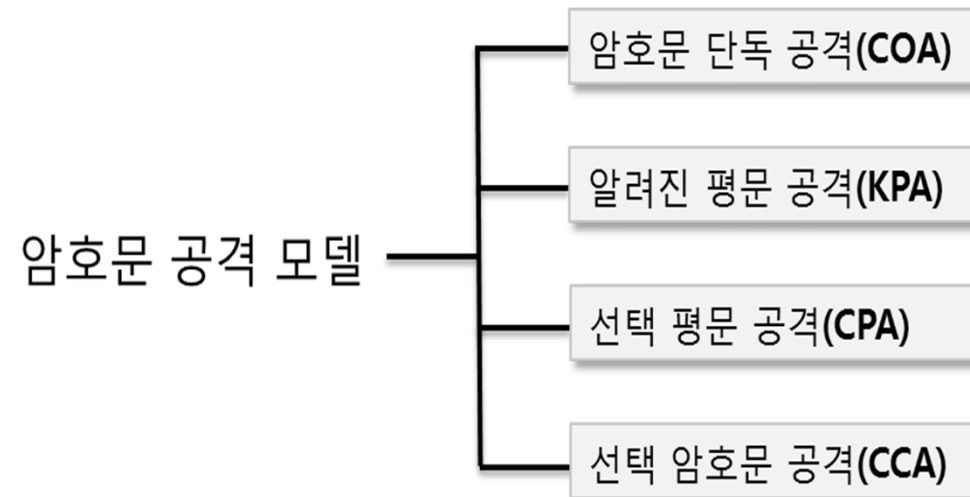 암호문 단독 공격(COA)
알려진 평문 공격(KPA)
암호문 공격 모델
선택 평문 공격(CPA)
선택 암호문 공격(CCA)